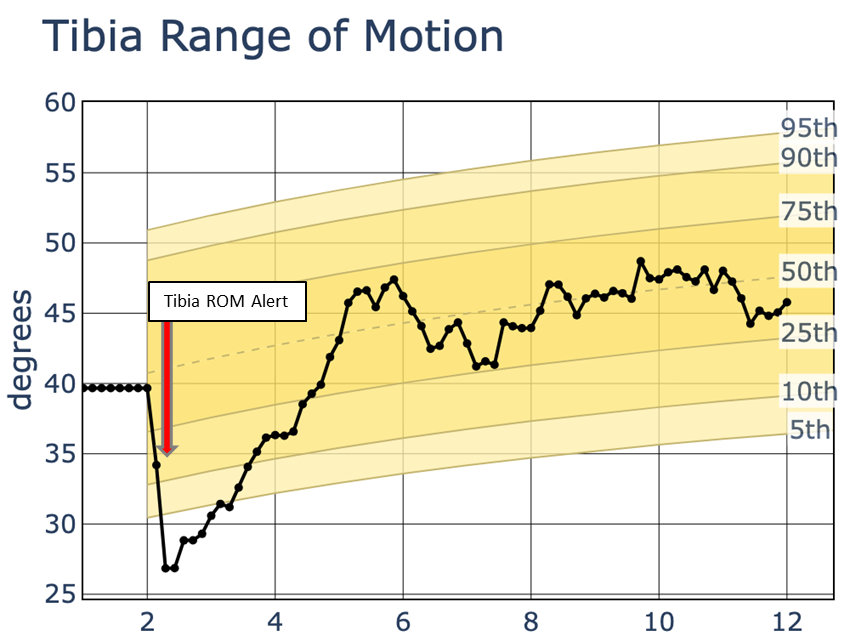 Tibia Range of Motion
60
95th
90th
55
75th
50
50th
Tibia ROM Alert
45
25th
degrees
40
10th
5th
35
30
25
2
4
6
8
10
12